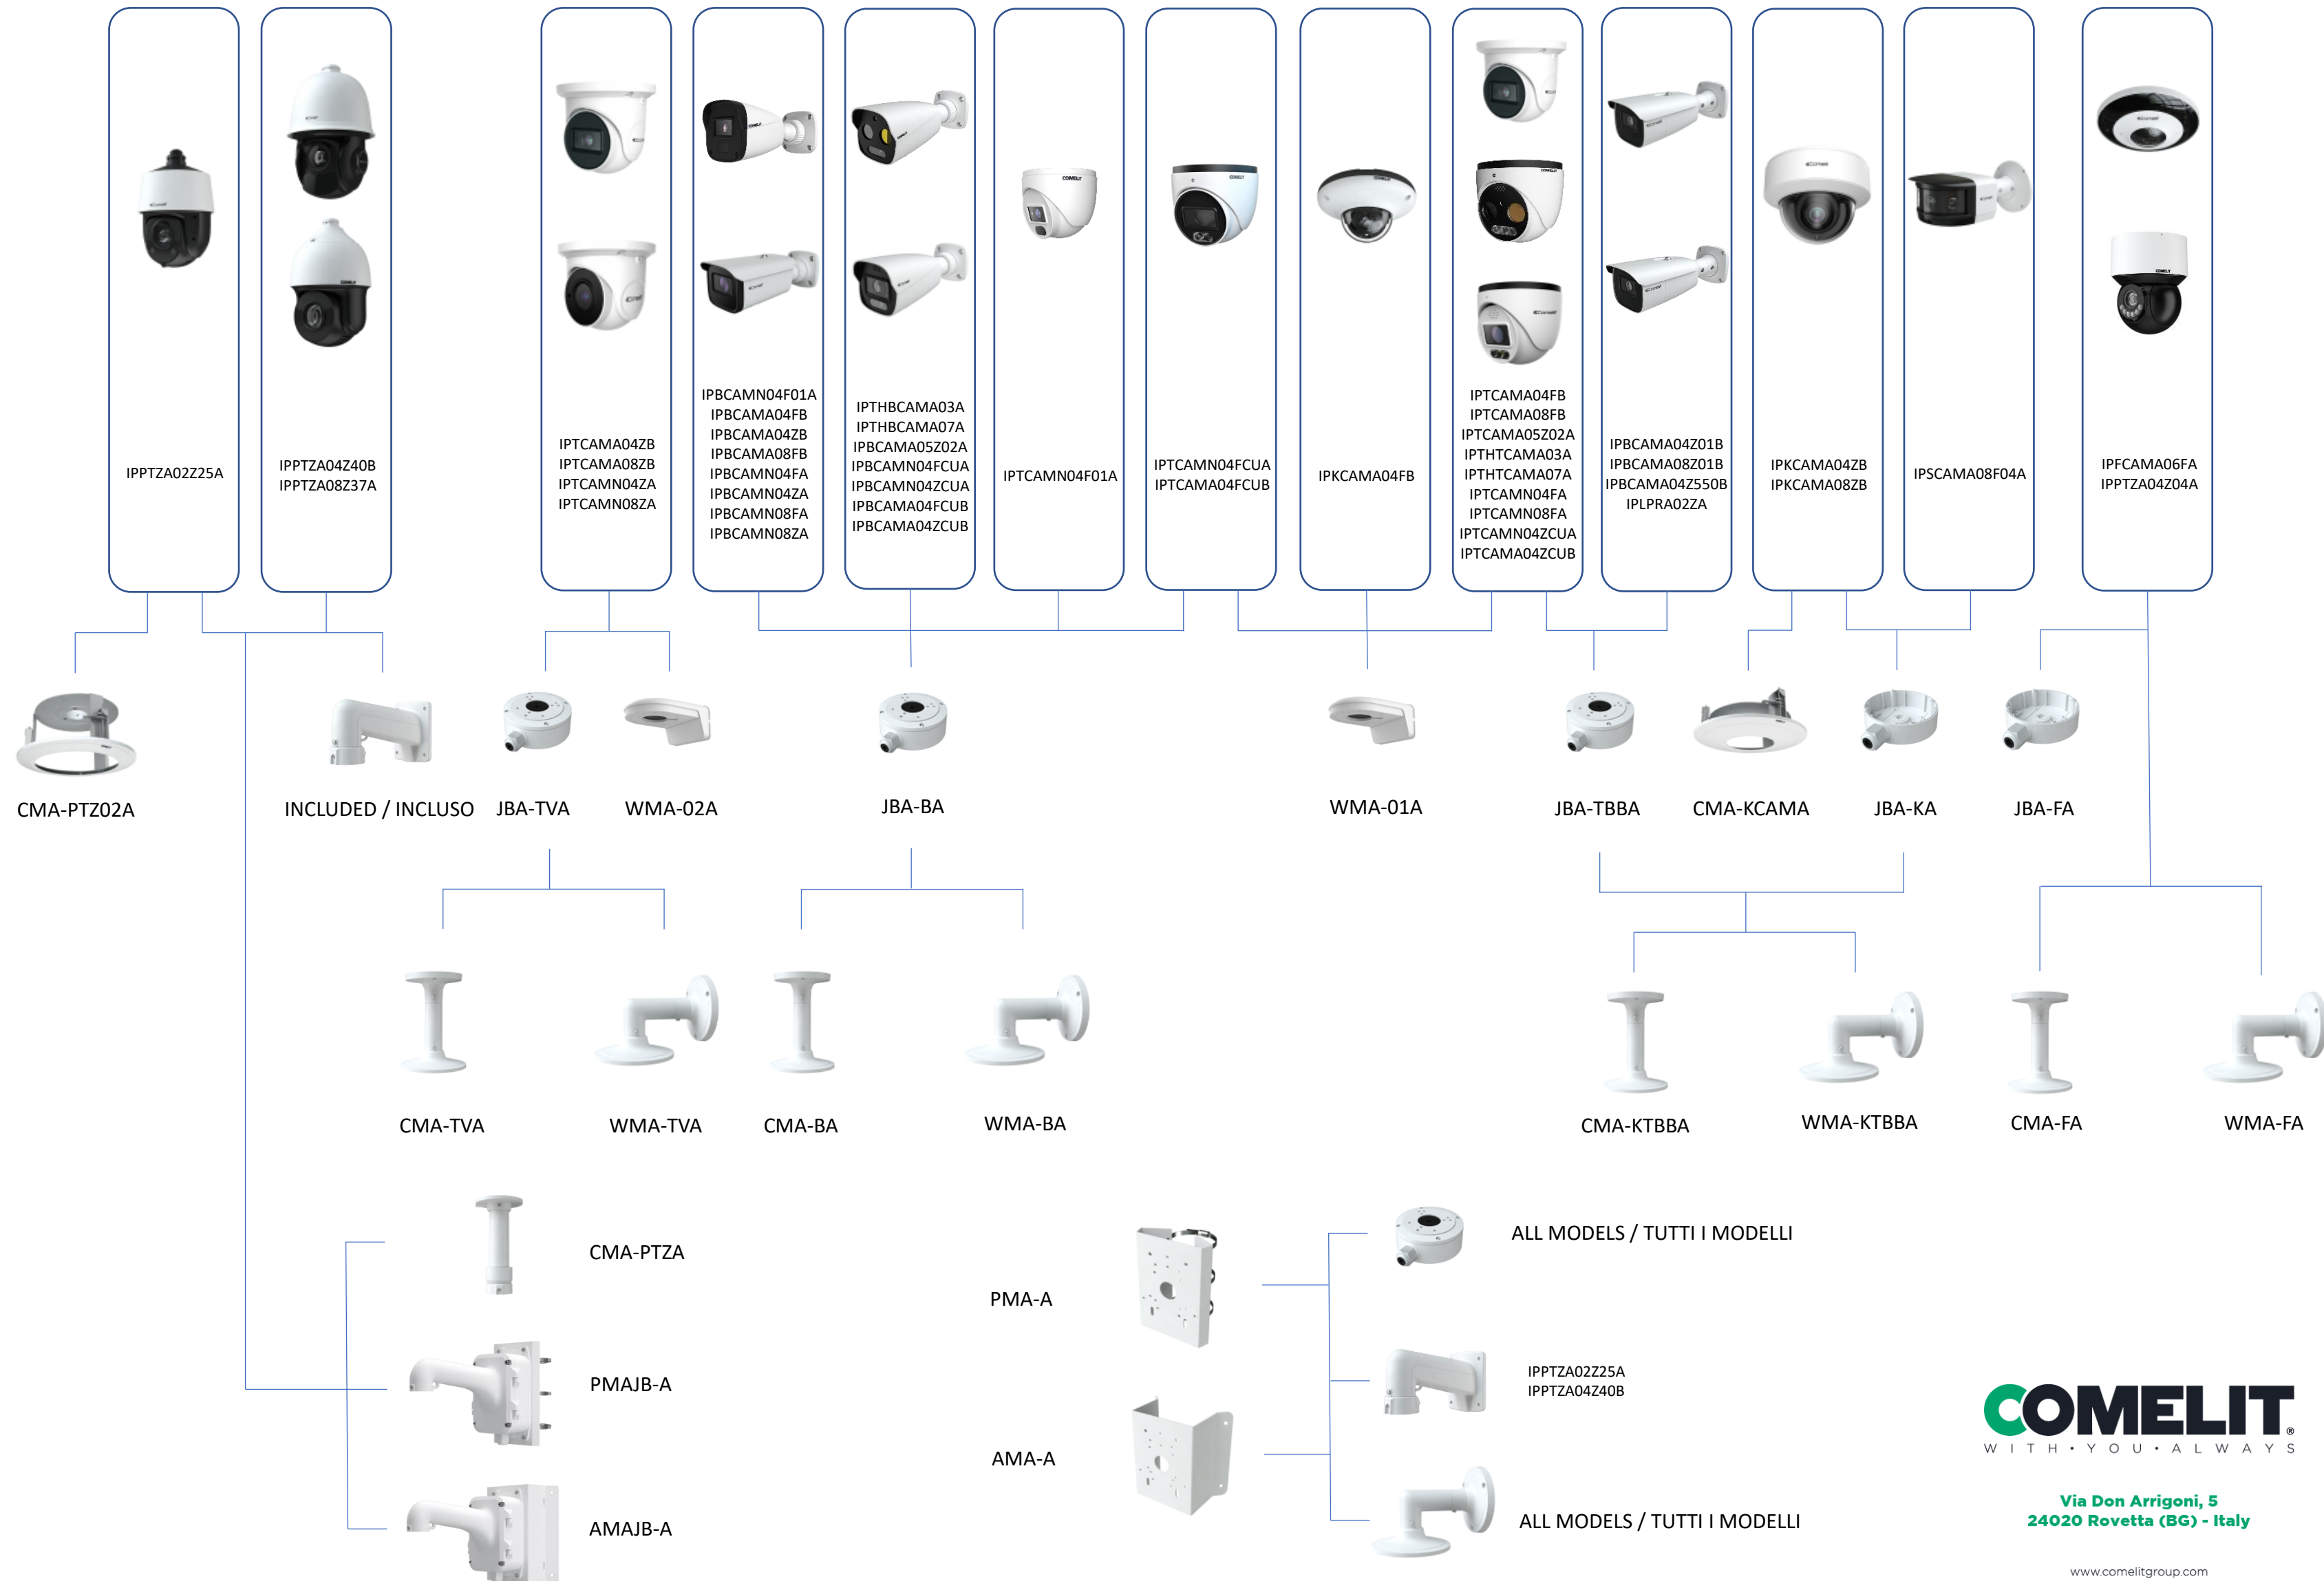 IPPTZA02Z25A
IPPTZA04Z40B
IPPTZA08Z37A
IPTCAMA04ZB
IPTCAMA08ZB
IPTCAMN04ZA
IPTCAMN08ZA
IPBCAMN04F01A
IPBCAMA04FB
IPBCAMA04ZB
IPBCAMA08FB
IPBCAMN04FA
IPBCAMN04ZA
IPBCAMN08FA
IPBCAMN08ZA
IPTHBCAMA03A
IPTHBCAMA07A
IPBCAMA05Z02A
IPBCAMN04FCUA
IPBCAMN04ZCUA
IPBCAMA04FCUB
IPBCAMA04ZCUB
IPTCAMN04F01A
IPTCAMN04FCUA
IPTCAMA04FCUB
IPKCAMA04FB
IPTCAMA04FB
IPTCAMA08FB
IPTCAMA05Z02A
IPTHTCAMA03A
IPTHTCAMA07A
IPTCAMN04FA
IPTCAMN08FA
IPTCAMN04ZCUA
IPTCAMA04ZCUB
IPBCAMA04Z01B
IPBCAMA08Z01B
IPBCAMA04Z550B
IPLPRA02ZA
IPKCAMA04ZB
IPKCAMA08ZB
IPSCAMA08F04A
IPFCAMA06FA
IPPTZA04Z04A
CMA-PTZ02A
INCLUDED / INCLUSO
JBA-TVA
WMA-02A
JBA-BA
WMA-01A
JBA-TBBA
CMA-KCAMA
JBA-KA
JBA-FA
CMA-TVA
WMA-TVA
CMA-BA
WMA-BA
CMA-KTBBA
WMA-KTBBA
CMA-FA
WMA-FA
CMA-PTZA
PMAJB-A
AMAJB-A
PMA-A
AMA-A
ALL MODELS / TUTTI I MODELLI
IPPTZA02Z25A
IPPTZA04Z40B
ALL MODELS / TUTTI I MODELLI
COMELIT®
WITH•YOU•ALWAYS
Via Don Arrigoni, 5
24020 Rovetta (BG) - Italy
www.comelitgroup.com